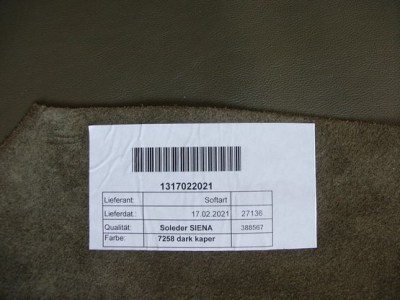 1317022021
Lieferant: Softart
Lieferdat.: 17.02.2021 27136
Qualität: Soleder SIENA 388567
Farbe: 7258 dark kaper